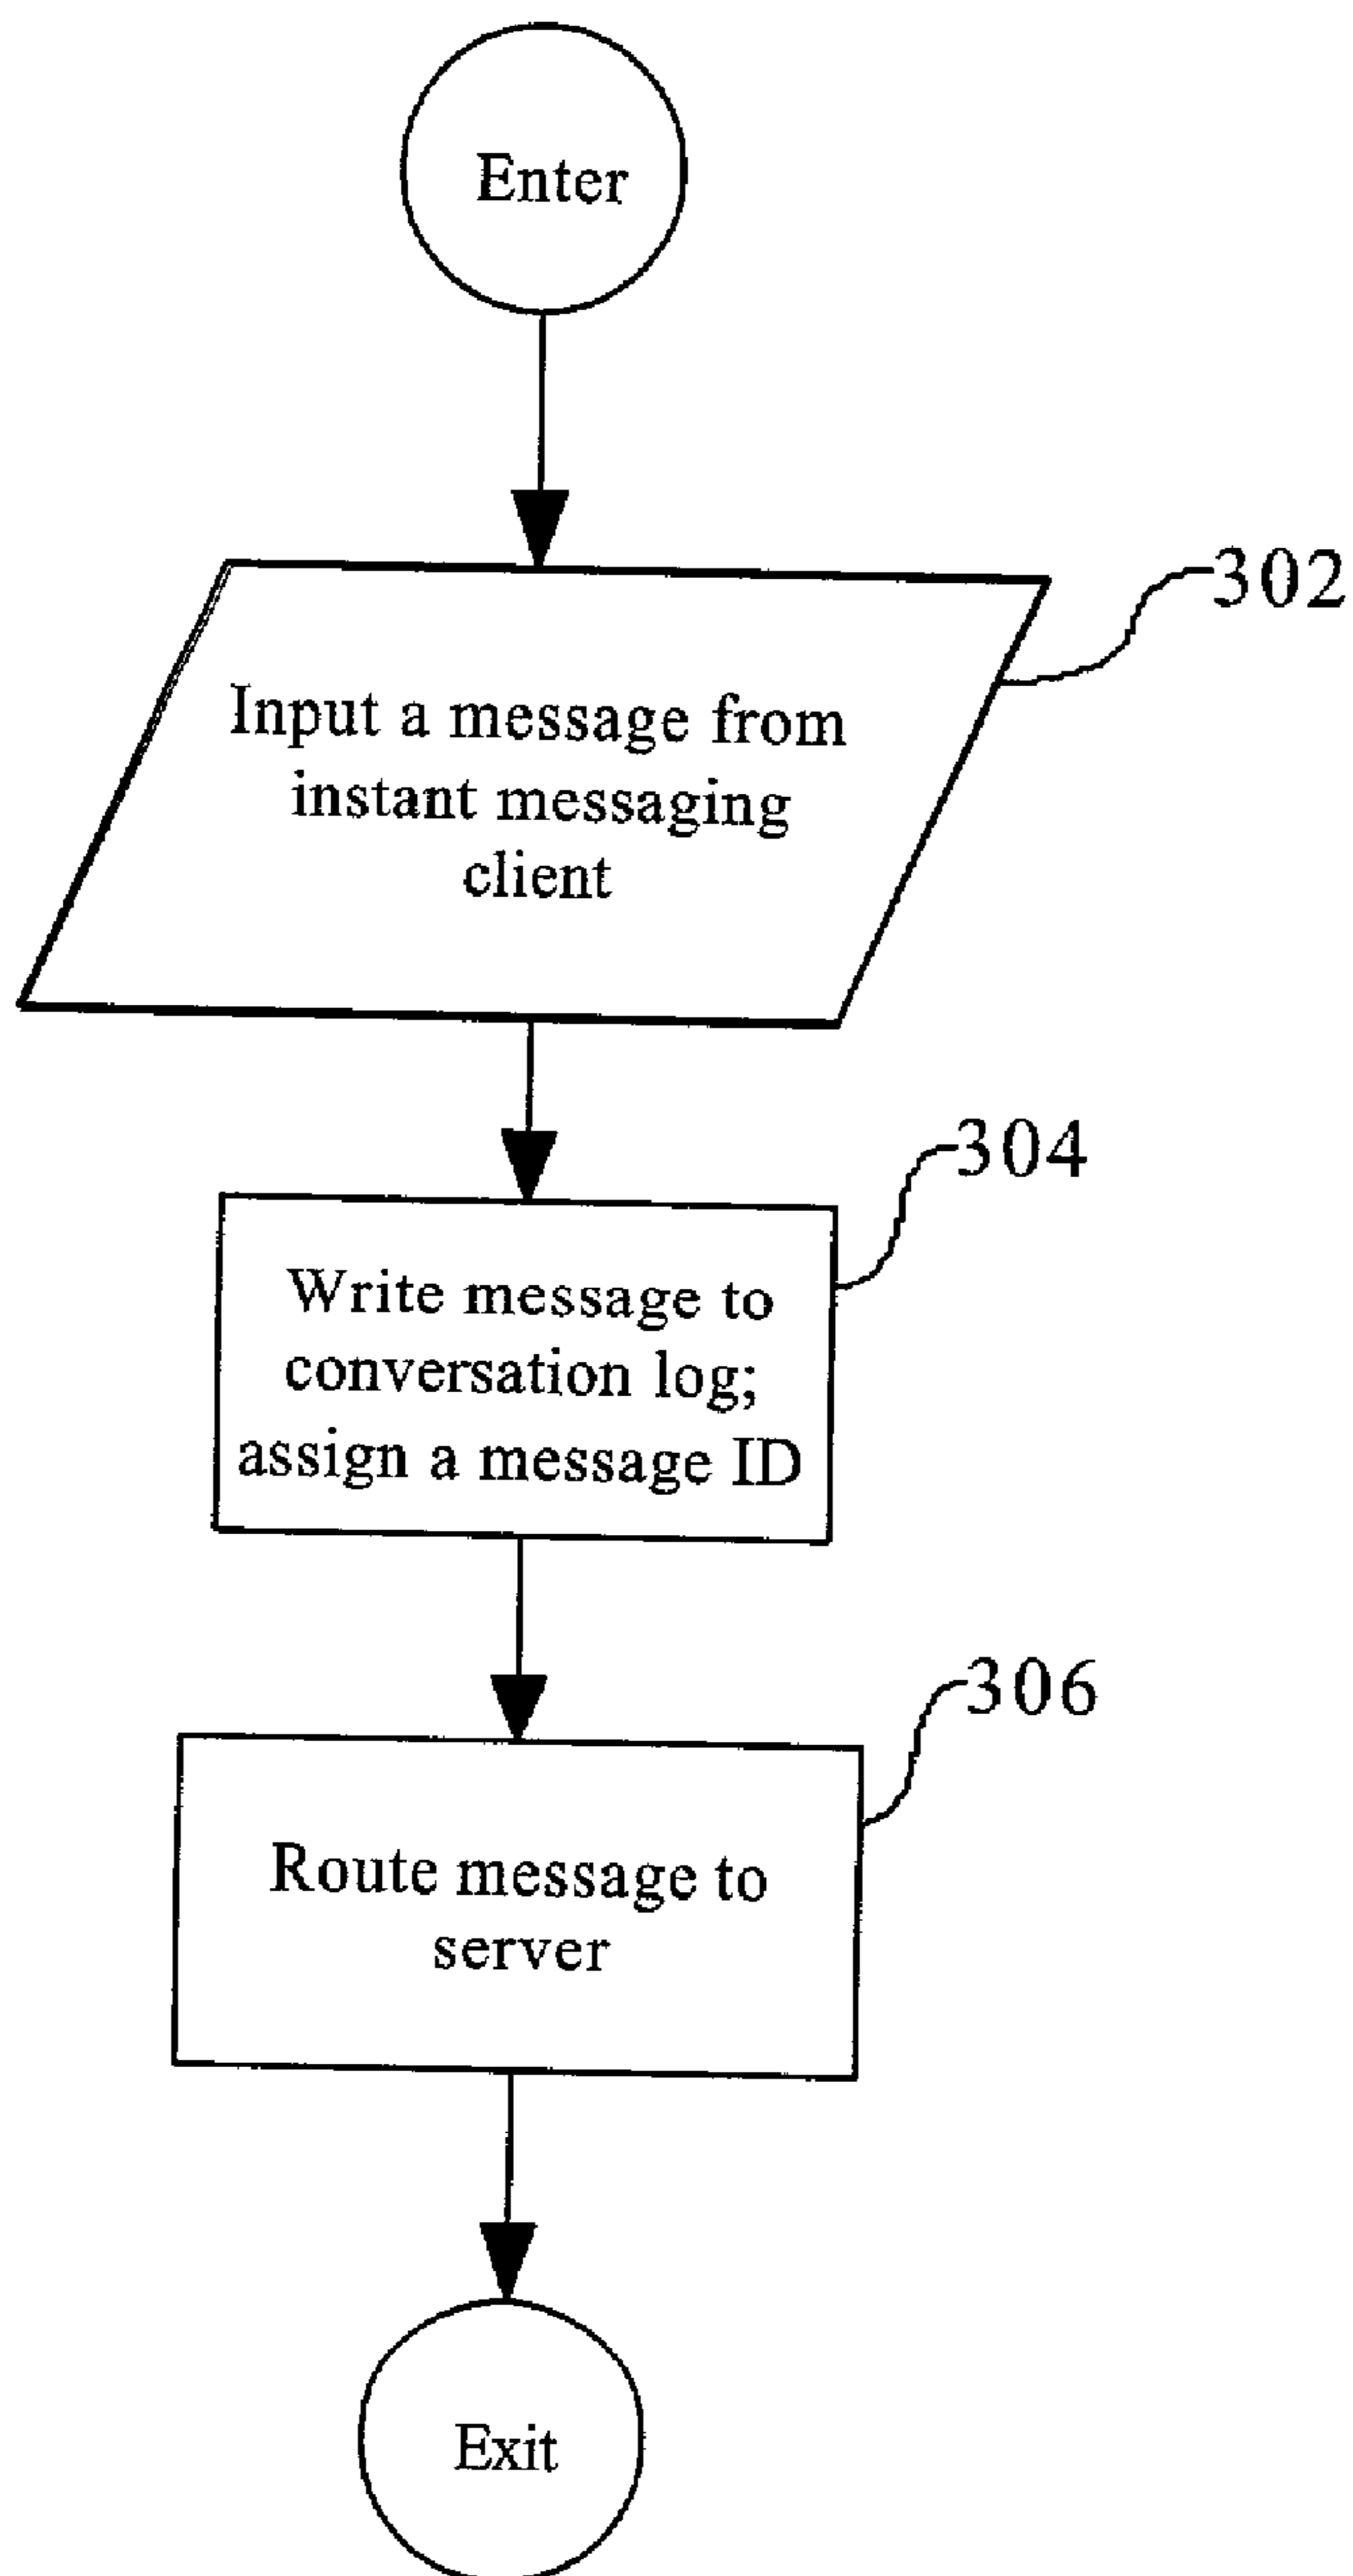 Enter
302
Input a message from
instant messaging
client
304
Write message to
conversation log;
assign a message ID
306
Route message to
server
Exit